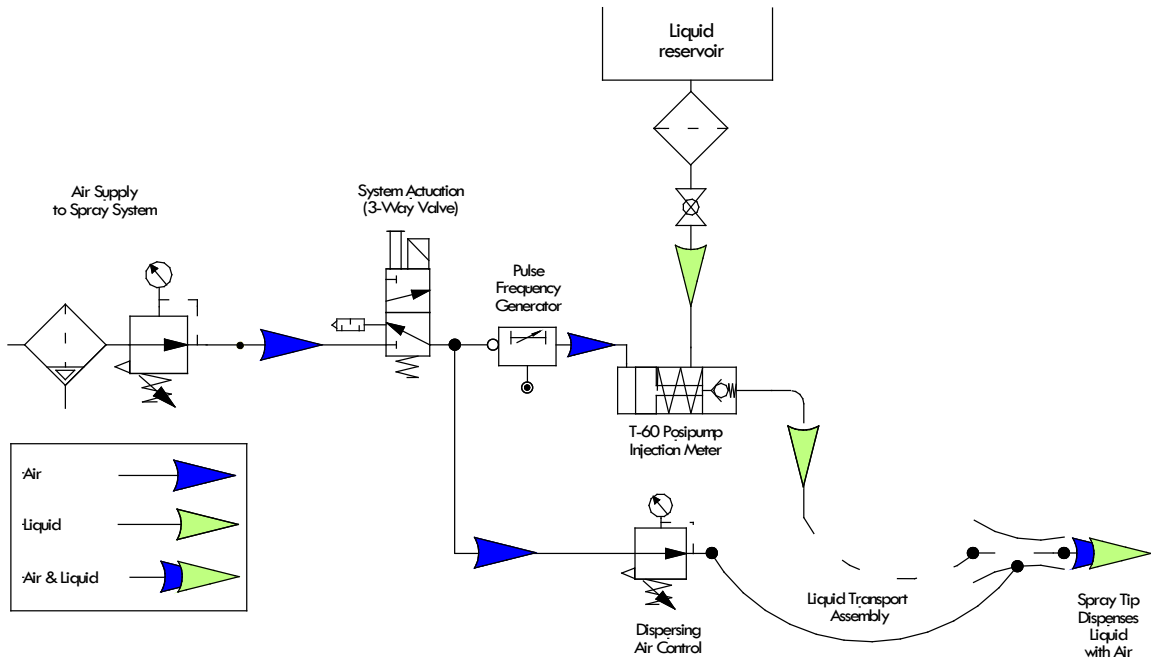 Liquid
reservoir
Air Supply
to Spray System
System Actuation
(3-Way Valve)
Pulse
Frequency
Generator
T-60 Posipump
Injection Meter
Air
Liquid
Air & Liquid
Dispersing
Air Control
Liquid Transport
Assembly
Spray Tip
Dispenses
Liquid
with Air